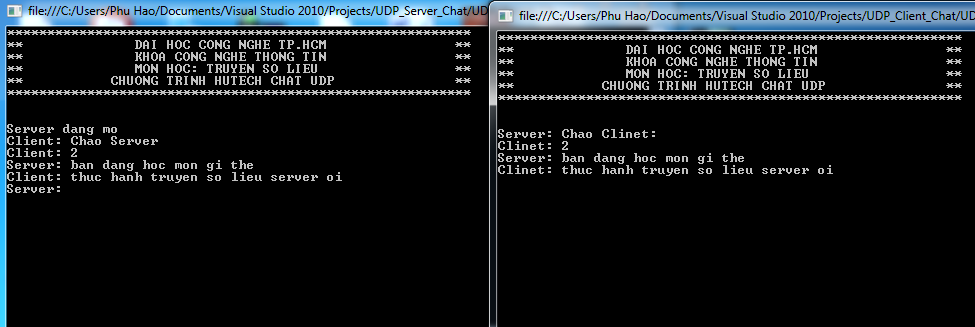 file:///C:/Users/Phu Hao/Documents/Visual Studio 2010/Projects/UDP_Server_Chat/UD
*********************************************************
** DAI HOC CONG NGHE TP.HCM **
** KHOA CONG NGHE THONG TIN **
** MON HOC: TRUYEN SO LIEU **
** CHUONG TRINH HUTECH CHAT UDP **
*********************************************************
Server dang mo
Client: Chao Server
Client: 2
Server: ban dang hoc mon gi the
Client: thuc hanh truyen so lieu server oi
Server:
file:///C:/Users/Phu Hao/Documents/Visual Studio 2010/Projects/UDP_Client_Chat/UD
*********************************************************
** DAI HOC CONG NGHE TP.HCM **
** KHOA CONG NGHE THONG TIN **
** MON HOC: TRUYEN SO LIEU **
** CHUONG TRINH HUTECH CHAT UDP **
*********************************************************
Server: Chao Clinet:
Clinet: 2
Server: ban dang hoc mon gi the
Clinet: thuc hanh truyen so lieu server oi